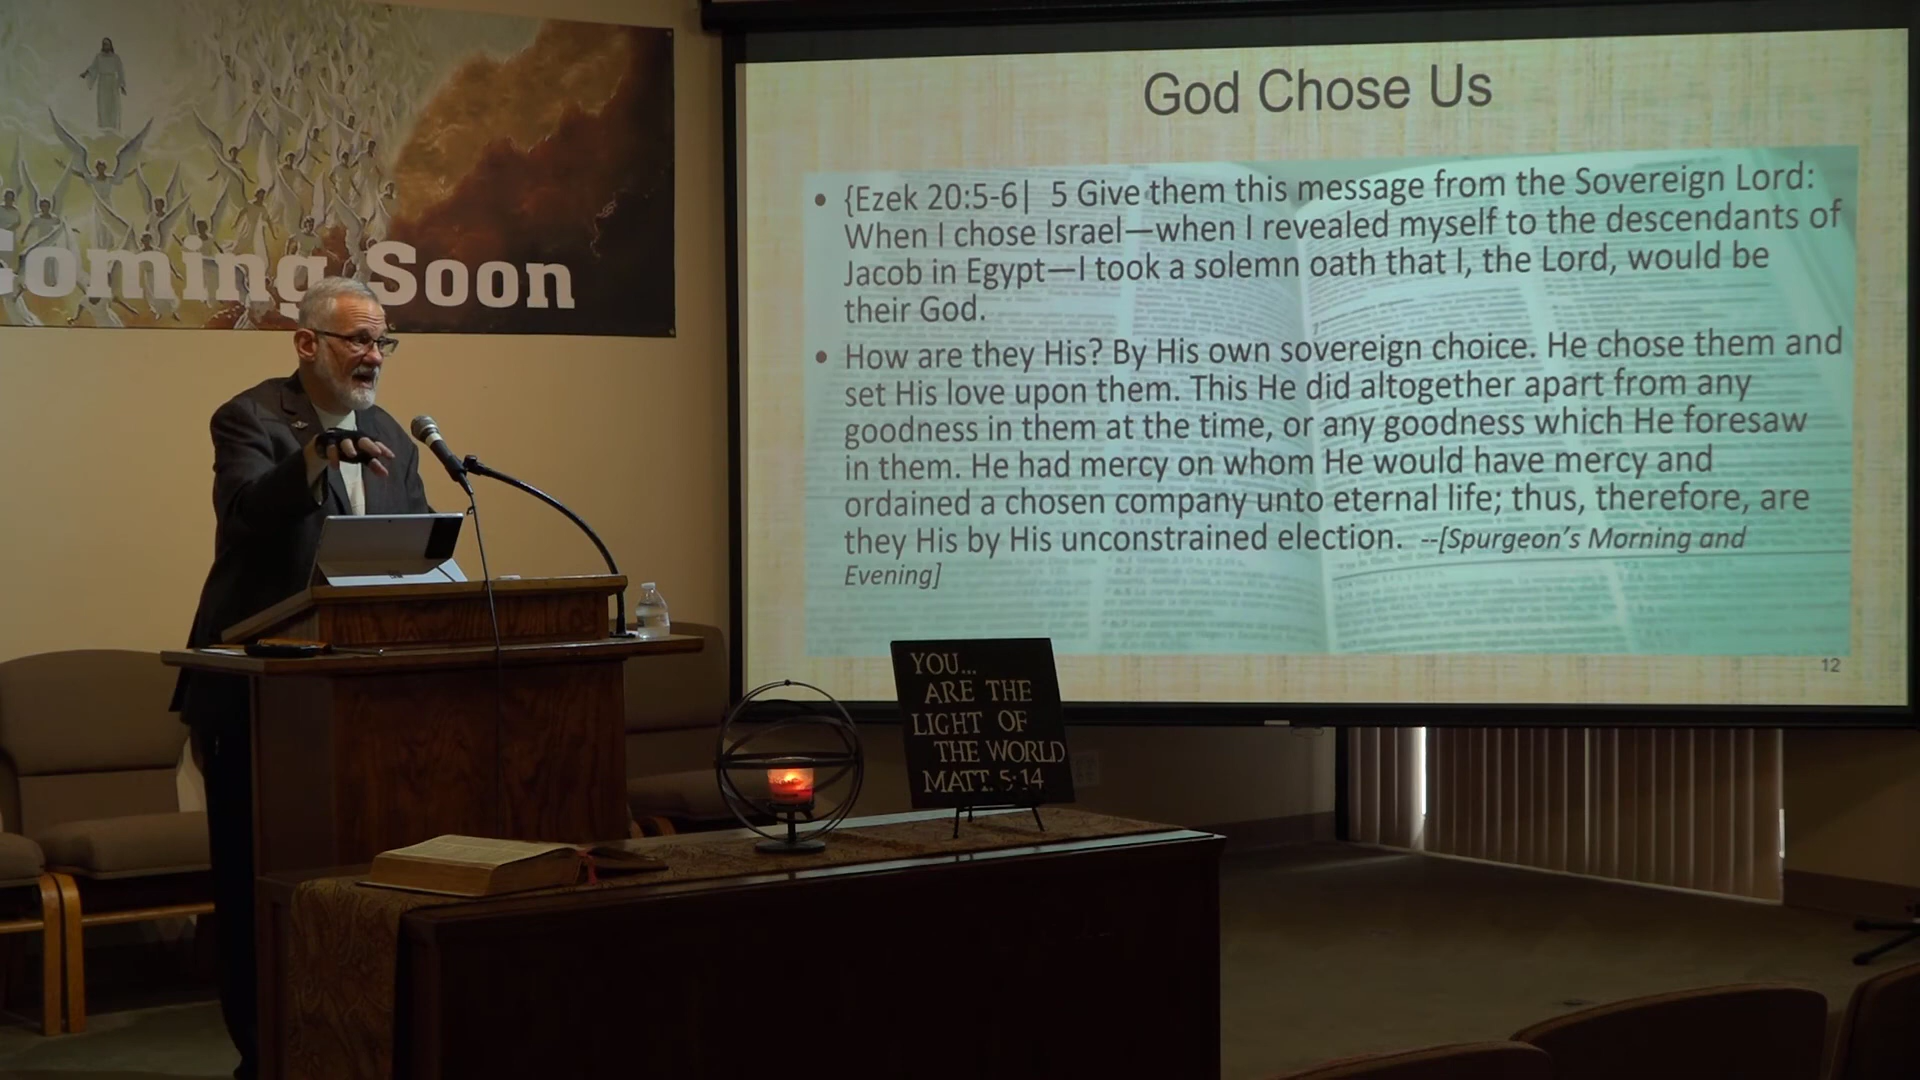 Coming Soon
God Chose Us
• {Ezek 20:5-6| 5 Give them this message from the Sovereign Lord:
When I chose Israel—when I revealed myself to the descendants of
Jacob in Egypt—I took a solemn oath that I, the Lord, would be
their God.
• How are they His? By His own sovereign choice. He chose them and
set His love upon them. This He did altogether apart from any
goodness in them at the time, or any goodness which He foresaw
in them. He had mercy on whom He would have mercy and
ordained a chosen company unto eternal life; thus, therefore, are
they His by His unconstrained election. --[Spurgeon's Morning and
Evening]
12
YOU...
ARE THE
LIGHT OF
THE WORLD
MATT. 5:14